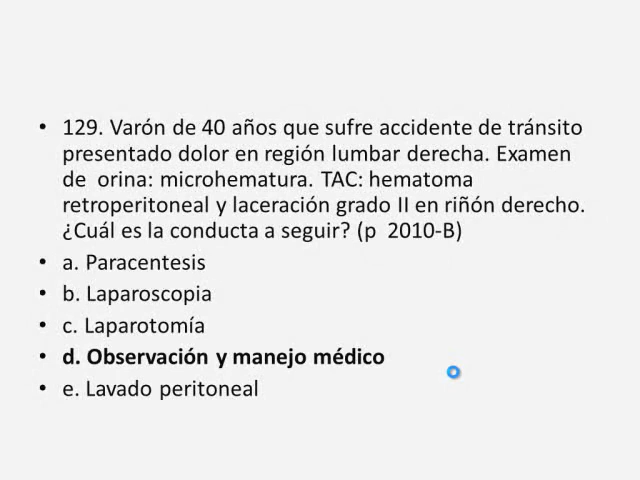 • 129. Varón de 40 años que sufre accidente de tránsito
presentado dolor en región lumbar derecha. Examen
de orina: microhematura. TAC: hematoma
retroperitoneal y laceración grado II en riñón derecho.
¿Cuál es la conducta a seguir? (p 2010-B)
• a. Paracentesis
• b. Laparoscopia
• c. Laparotomía
• d. Observación y manejo médico
• e. Lavado peritoneal